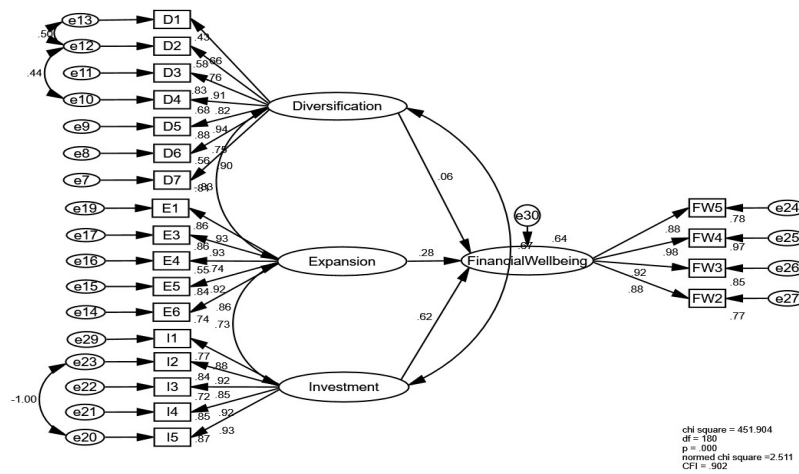 e13
D1
.43
.50
e12
D2
.66
.58
e11
D3
.76
.44
.83
e10
D4
.91
Diversification
.68
.82
e9
D5
.94
.88
e8
D6
.75
.56
.90
e7
D7
.81
.83
.06
e19
E1
e30
FW5
e24
.86
.88
.78
e17
E3
.93
.64
FW4
e25
.86
.67
.98
.97
e16
E4
.93
Expansion
.28
FinancialWellbeing
FW3
e26
.55
.74
.92
.85
e15
E5
.92
.84
.88
FW2
e27
e14
E6
.86
.77
.74
.73
.62
e29
I1
.77
e23
I2
.88
.84
e22
I3
.92
Investment
-1.00
.72
.85
e21
I4
.92
.85
e20
I5
.93
.87
chi square = 451.904
df = 180
p = .000
normed chi square =2.511
CFI = .902